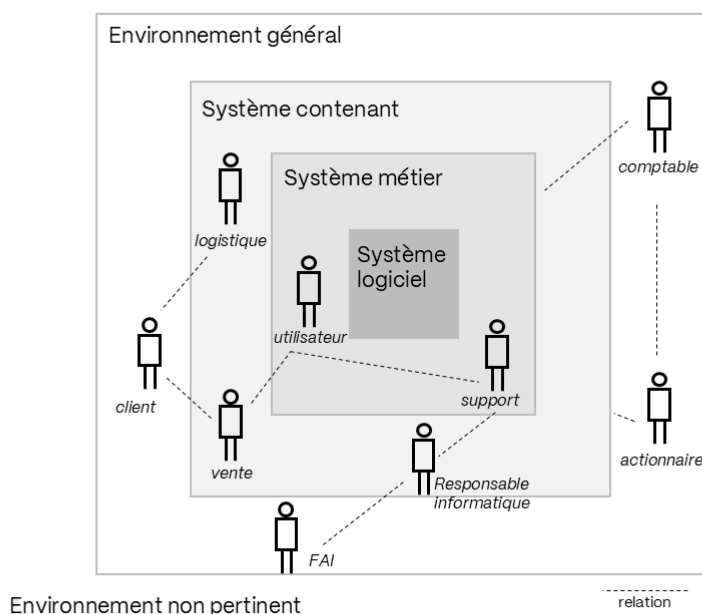 Environnement général
Système contenant
comptable
Système métier
logistique
Système
logiciel
utilisateur
client
support
vente
actionnaire
Responsable
informatique
FAI
Environnement non pertinent
relation